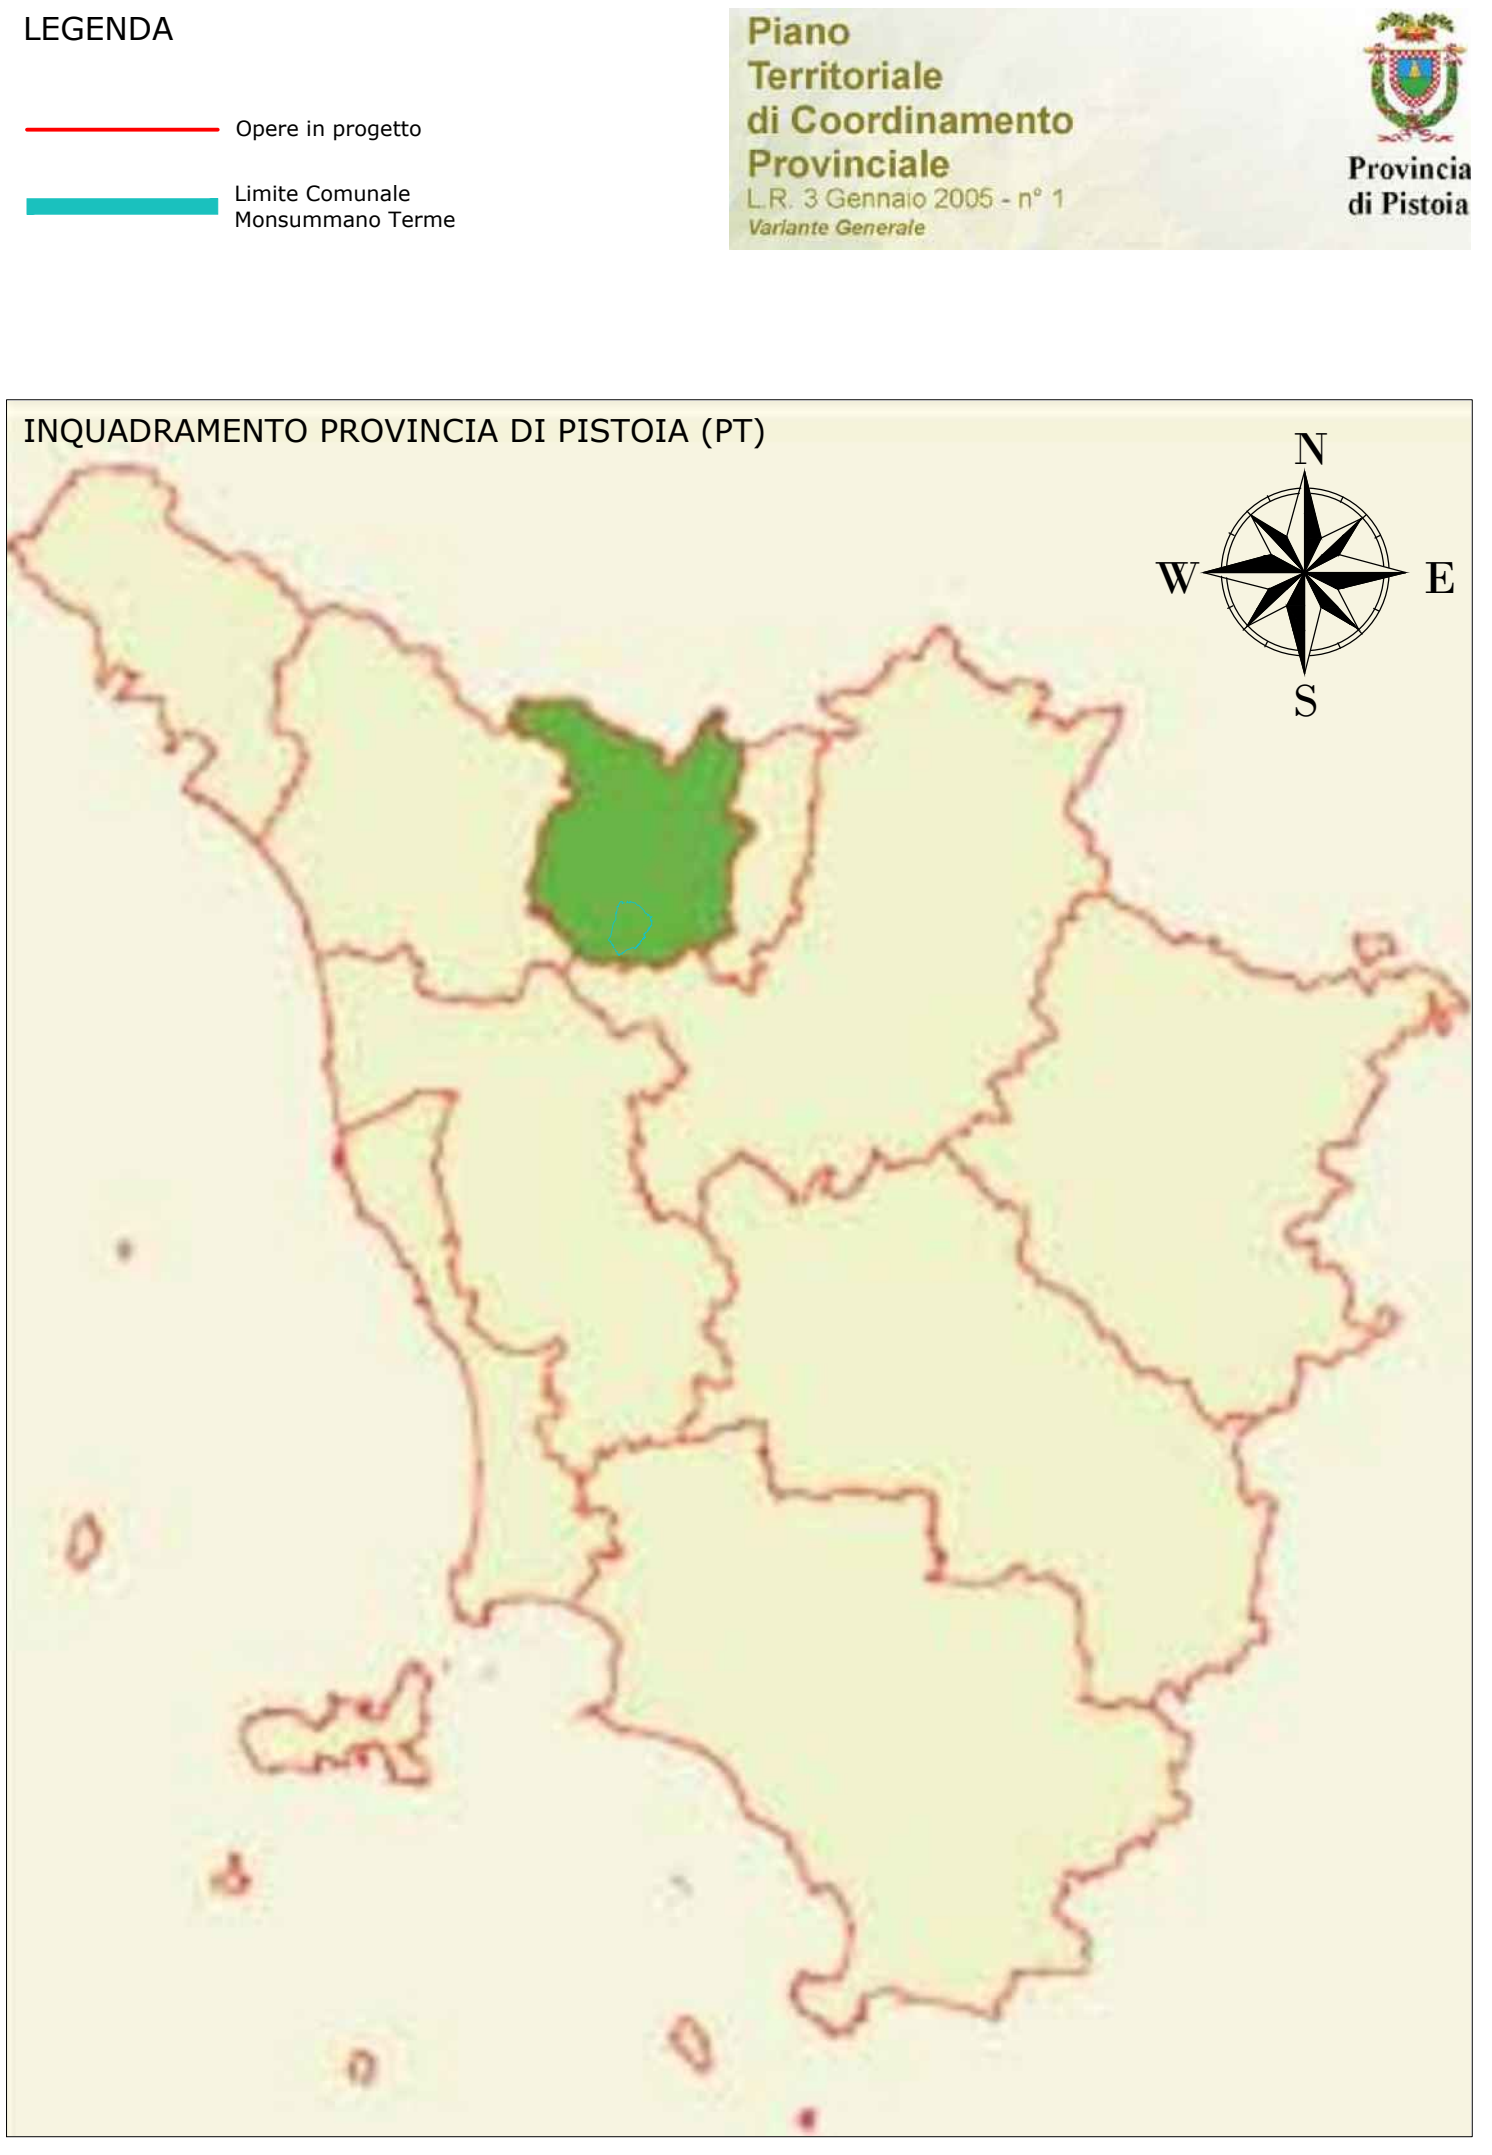 LEGENDA
Opere in progetto
Limite Comunale
Monsummano Terme
Piano
Territoriale
di Coordinamento
Provinciale
L.R. 3 Gennaio 2005 - n° 1
Variante Generale
Provincia
di Pistoia
INQUADRAMENTO PROVINCIA DI PISTOIA (PT)
N
W
E
S